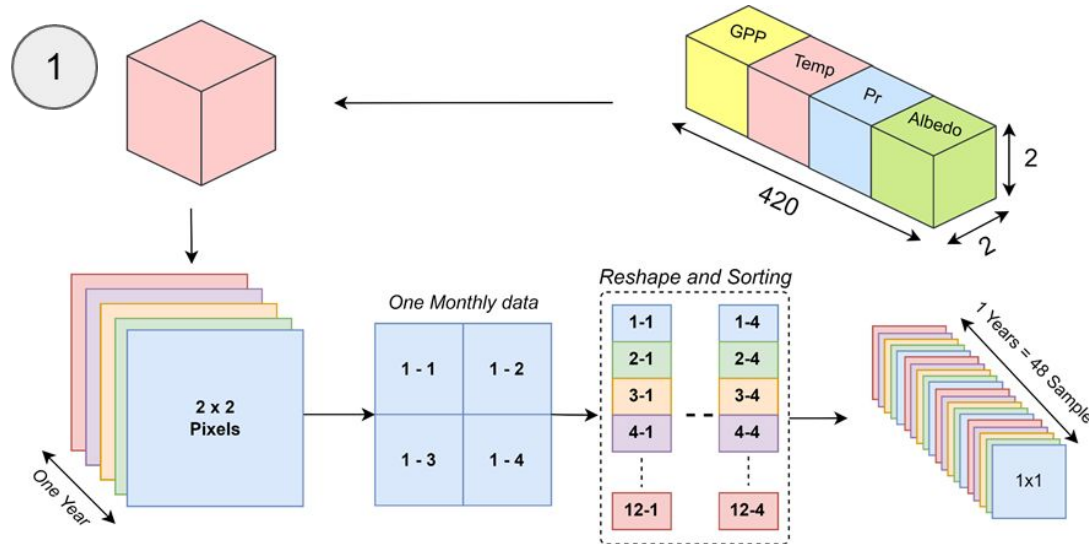 1
GPP
Temp
Pr
Albedo
420
2
2
One Year
2 x 2
Pixels
One Monthly data
1 - 1
1 - 2
1 - 3
1 - 4
Reshape and Sorting
1-1
2-1
3-1
4-1
12-1
1-4
2-4
3-4
4-4
12-4
1 Years = 48 Sample
1x1